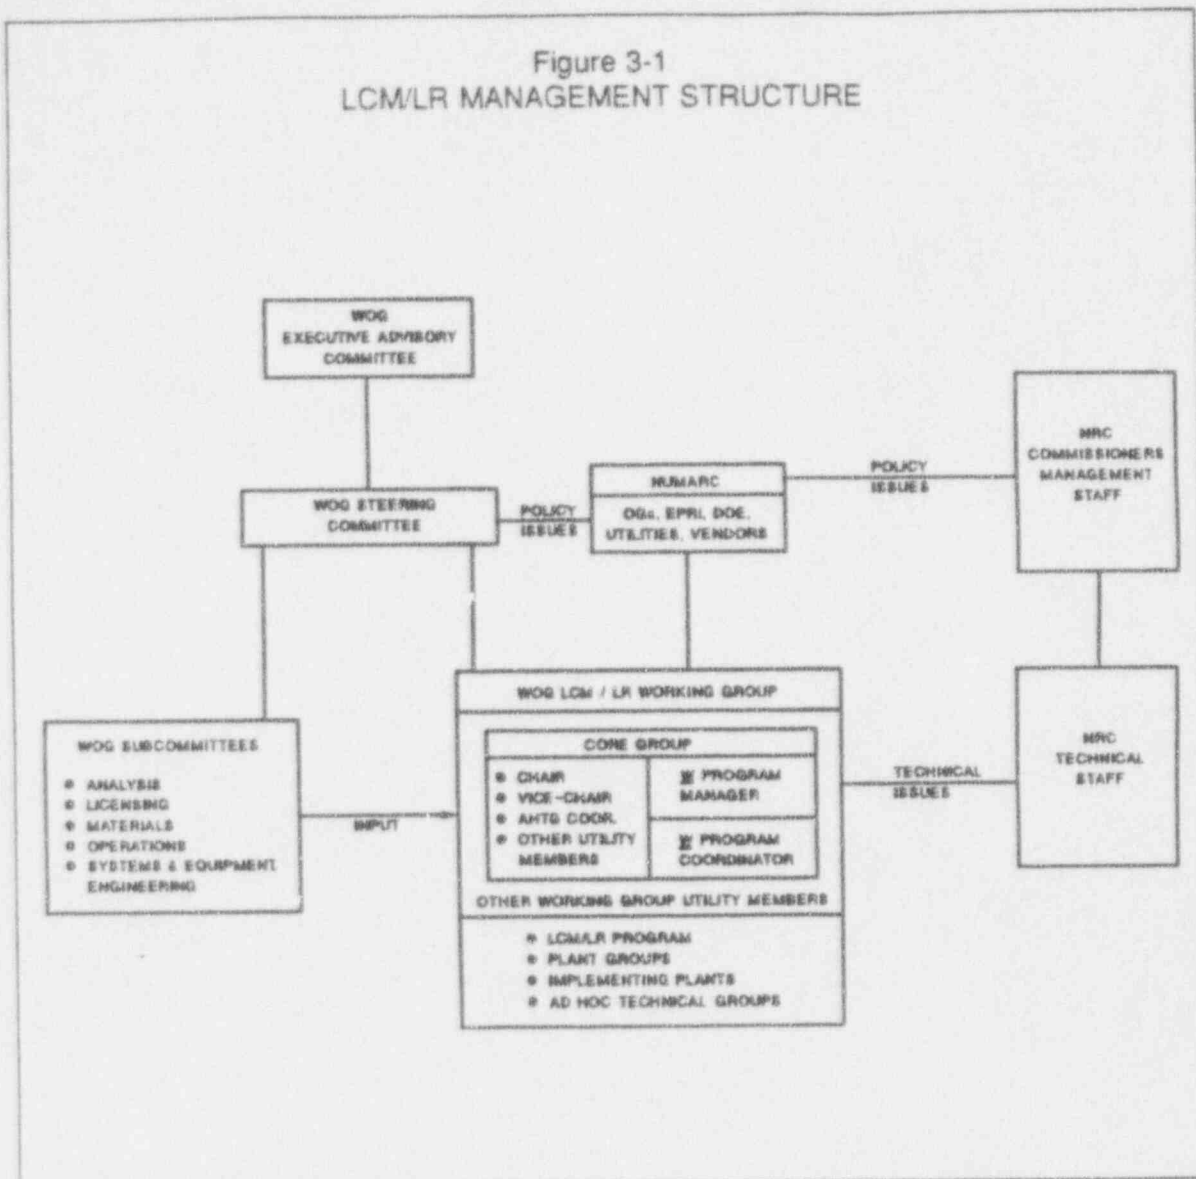 Figure 3-1
LCM/LR MANAGEMENT STRUCTURE
WOG
EXECUTIVE ADVISORY
COMMITTEE
WOG STEERING
COMMITTEE
POLICY
ISSUES
NUMARC
OGs, EPRI, DOE,
UTILITIES, VENDORS
POLICY
ISSUES
NRC
COMMISSIONERS
MANAGEMENT
STAFF
WOG SUBCOMMITTEES
• ANALYSIS
• LICENSING
• MATERIALS
• OPERATIONS
• SYSTEMS & EQUIPMENT
ENGINEERING
INPUT
WOG LCM / LR WORKING GROUP
CORE GROUP
• CHAIR
• VICE-CHAIR
• AHTG COOR.
• OTHER UTILITY
MEMBERS
W PROGRAM
MANAGER
W PROGRAM
COORDINATOR
OTHER WORKING GROUP UTILITY MEMBERS
• LCM/LR PROGRAM
• PLANT GROUPS
• IMPLEMENTING PLANTS
• AD HOC TECHNICAL GROUPS
TECHNICAL
ISSUES
NRC
TECHNICAL
STAFF